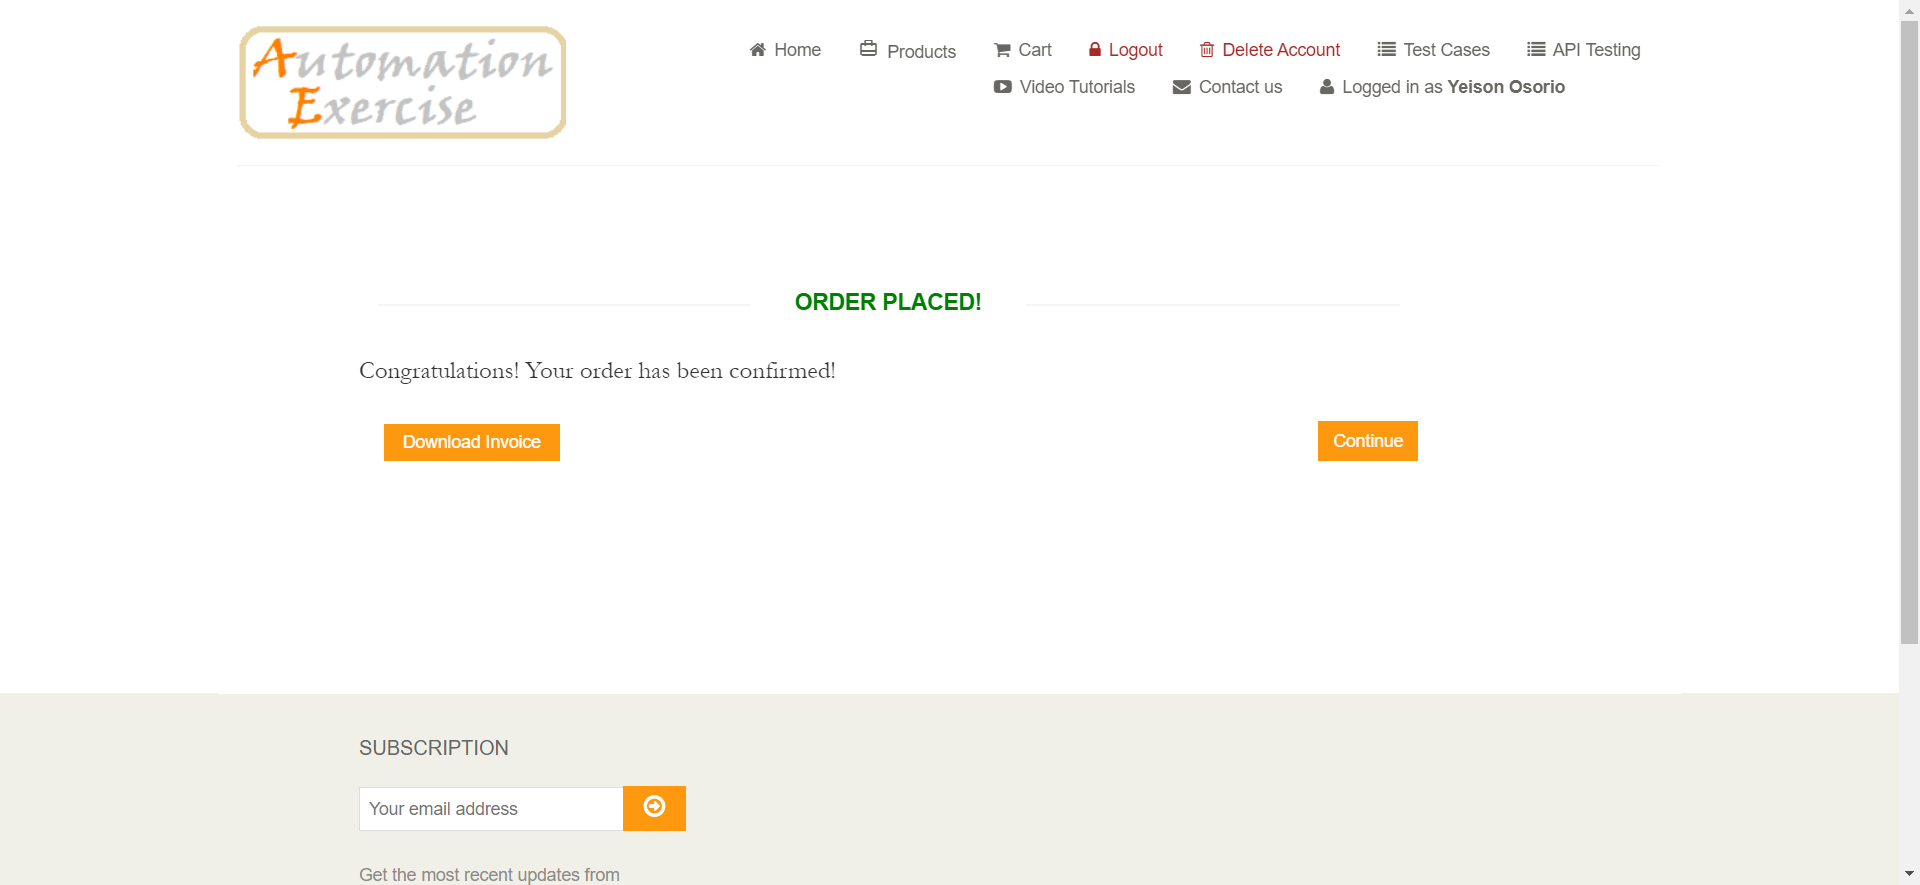 Automation
Exercise
Home Products Cart Logout Delete Account Test Cases API Testing
Video Tutorials Contact us Logged in as Yeison Osorio
ORDER PLACED!
Congratulations! Your order has been confirmed!
Download Invoice Continue
SUBSCRIPTION
Your email address
Get the most recent updates from